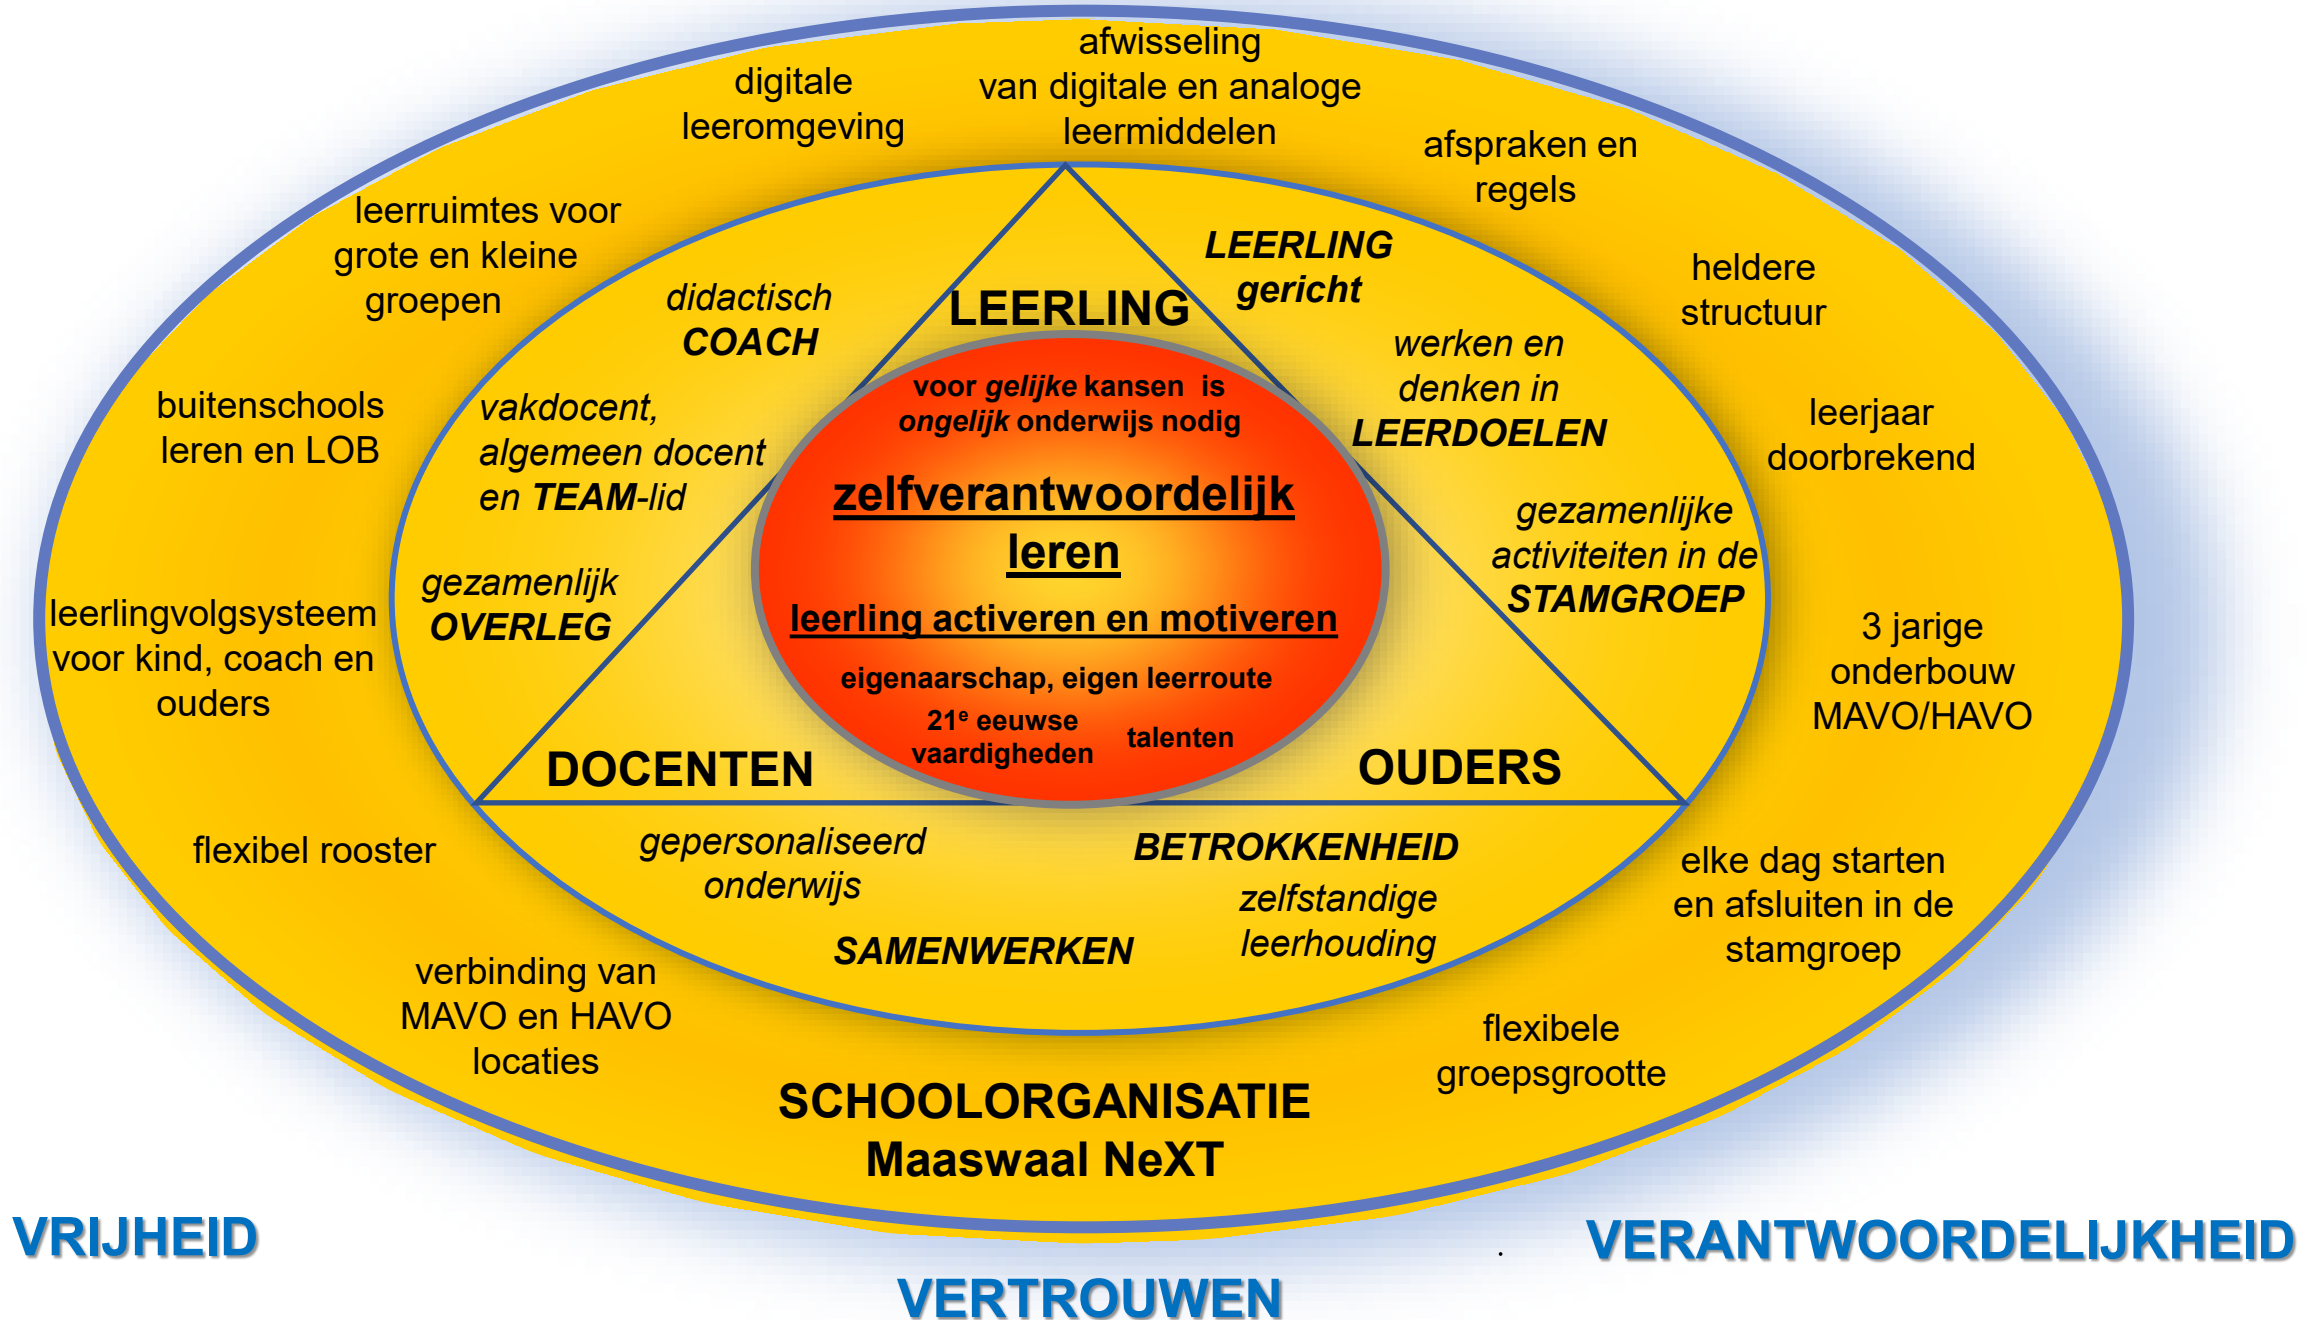 afwisseling
van digitale en analoge
leermiddelen
digitale
leeromgeving
afspraken en
regels
leerruimtes voor
grote en kleine
groepen
heldere
structuur
buitenschools
leren en LOB
leerjaar
doorbrekend
leerlingvolgsysteem
voor kind, coach en
ouders
3 jarige
onderbouw
MAVO/HAVO
flexibel rooster
elke dag starten
en afsluiten in de
stamgroep
verbinding van
MAVO en HAVO
locaties
flexibele
groepsgrootte
SCHOOLORGANISATIE
Maaswaal NeXT
didactisch
COACH
vakdocent,
algemeen docent
en TEAM-lid
gezamenlijk
OVERLEG
LEERLING
gericht
werken en
denken in
LEERDOELEN
gezamenlijke
activiteiten in de
STAMGROEP
gepersonaliseerd
onderwijs
SAMENWERKEN
BETROKKENHEID
zelfstandige
leerhouding
LEERLING
DOCENTEN
OUDERS
voor gelijke kansen is
ongelijk onderwijs nodig
zelfverantwoordelijk
leren
leerling activeren en motiveren
eigenaarschap, eigen leerroute
21e eeuwse
vaardigheden
talenten
VRIJHEID
VERTROUWEN
.
VERANTWOORDELIJKHEID